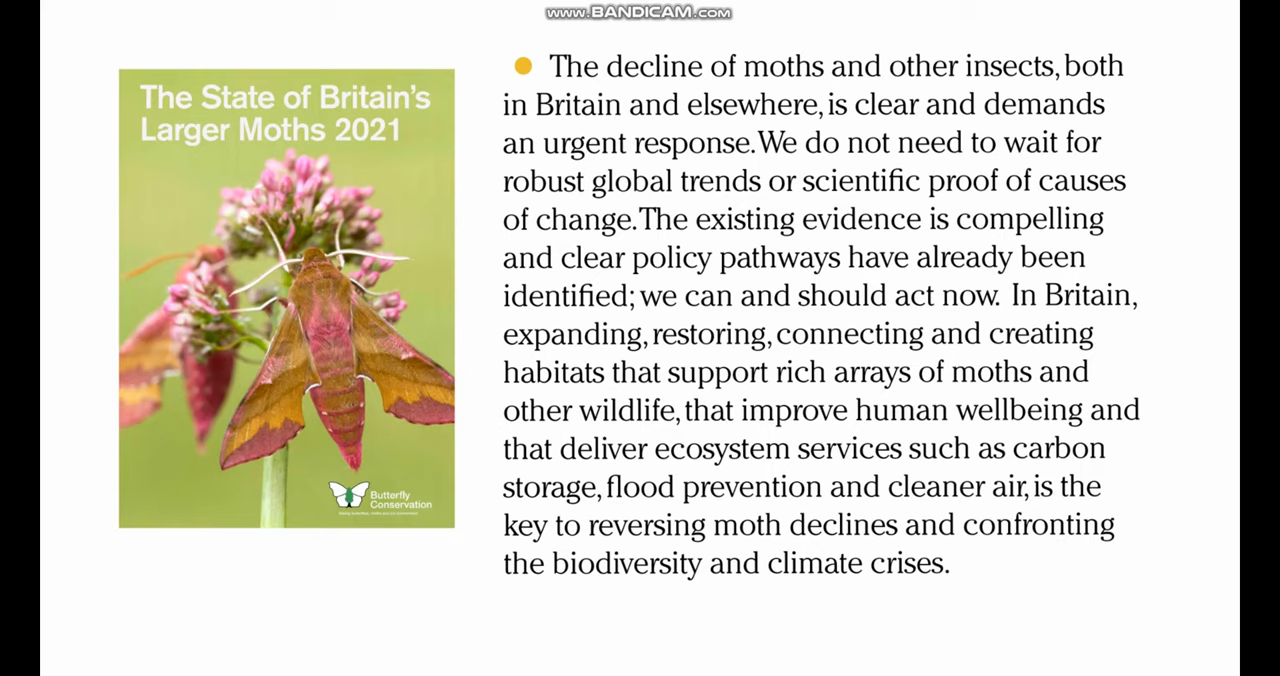 www.BANDICAM.com
The State of Britain's
Larger Moths 2021
Butterfly
Conservation
● The decline of moths and other insects, both
in Britain and elsewhere, is clear and demands
an urgent response. We do not need to wait for
robust global trends or scientific proof of causes
of change. The existing evidence is compelling
and clear policy pathways have already been
identified; we can and should act now. In Britain,
expanding, restoring, connecting and creating
habitats that support rich arrays of moths and
other wildlife, that improve human wellbeing and
that deliver ecosystem services such as carbon
storage, flood prevention and cleaner air, is the
key to reversing moth declines and confronting
the biodiversity and climate crises.